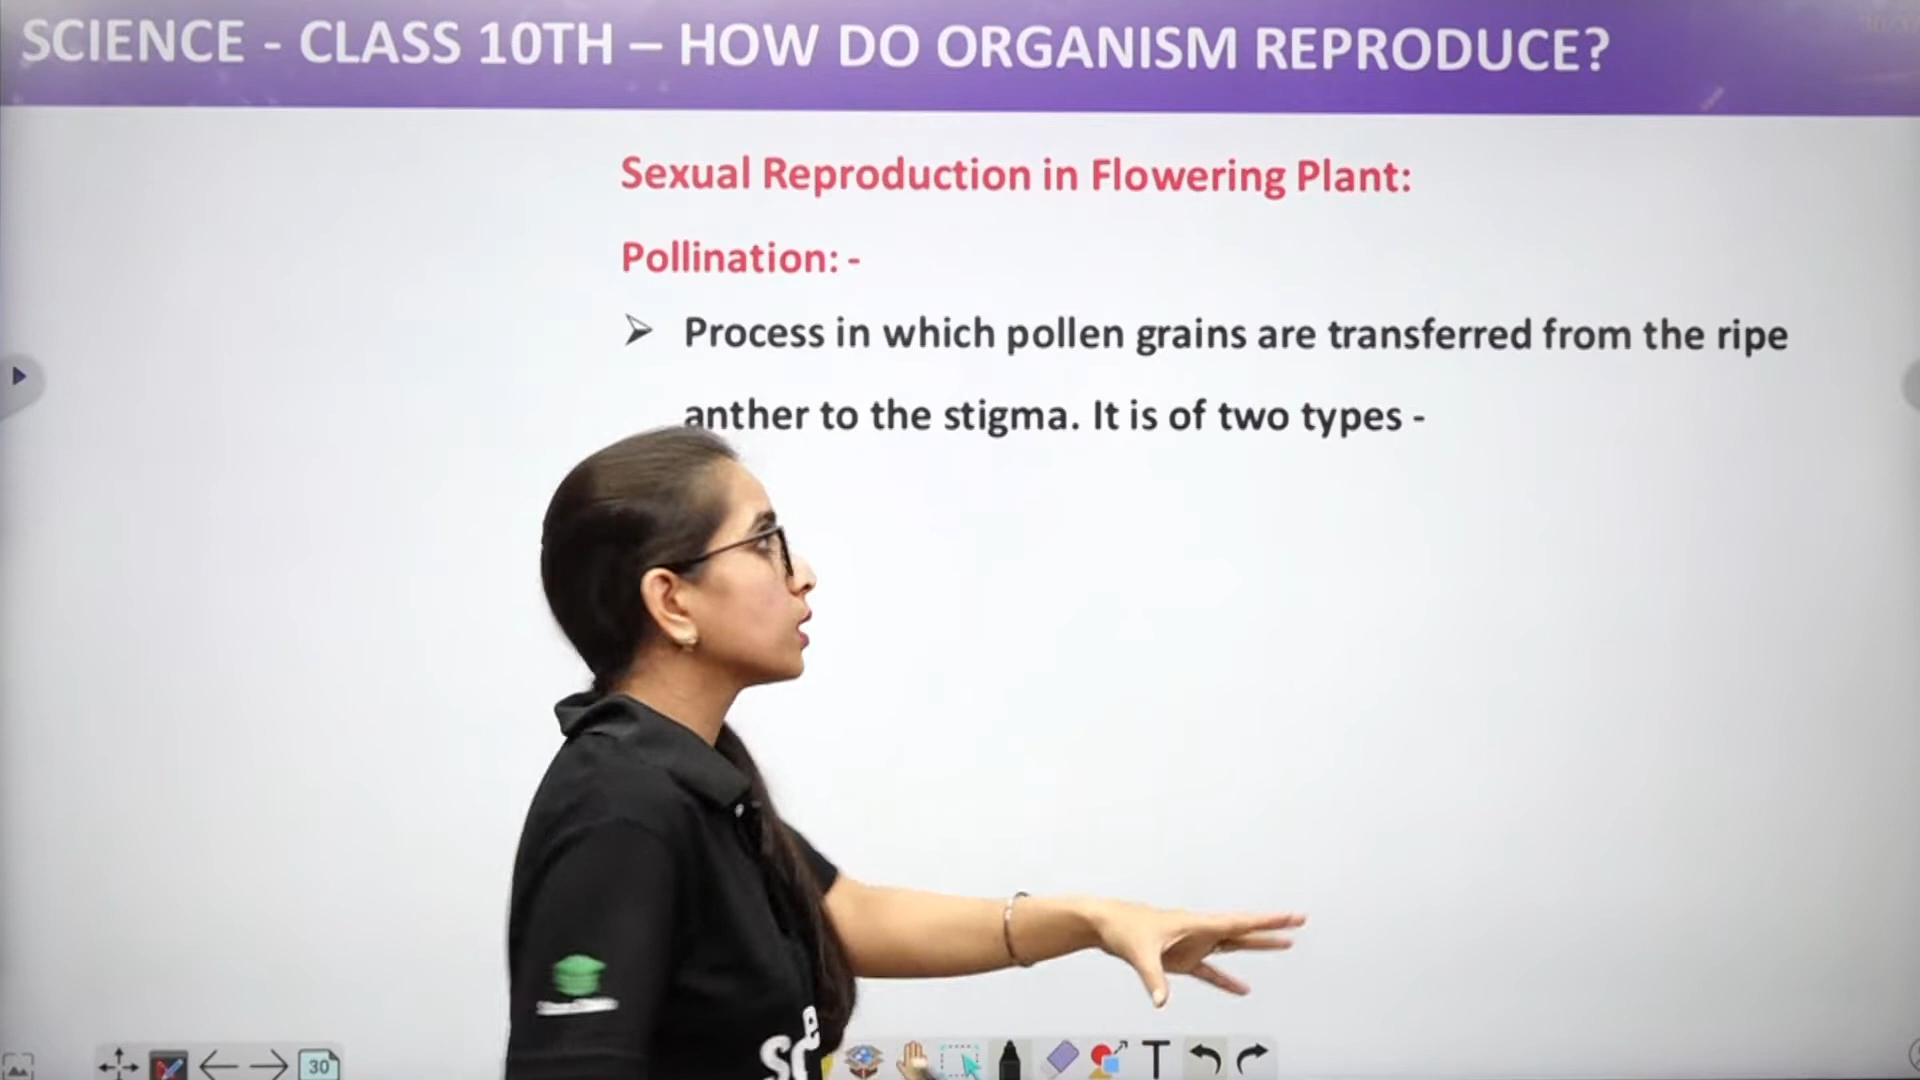 SCIENCE - CLASS 10TH – HOW DO ORGANISM REPRODUCE?
Sexual Reproduction in Flowering Plant:
Pollination: -
➤ Process in which pollen grains are transferred from the ripe
anther to the stigma. It is of two types -
30
T